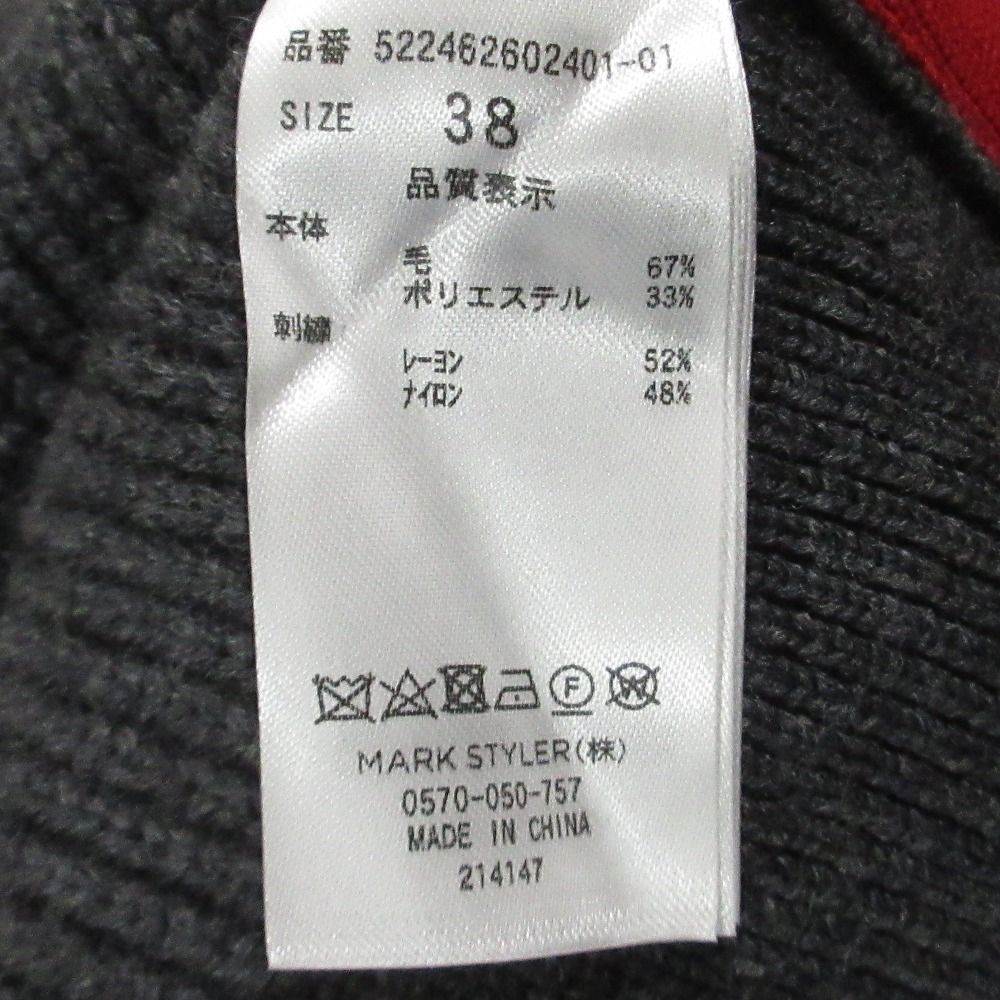 品番 522462602401-01
SIZE 38
品質表示
本体
毛 67%
ポリエステル 33%
刺繍
レーヨン 52%
ナイロン 48%
F W
MARK STYLER(株)
0570-050-757
MADE IN CHINA
214147